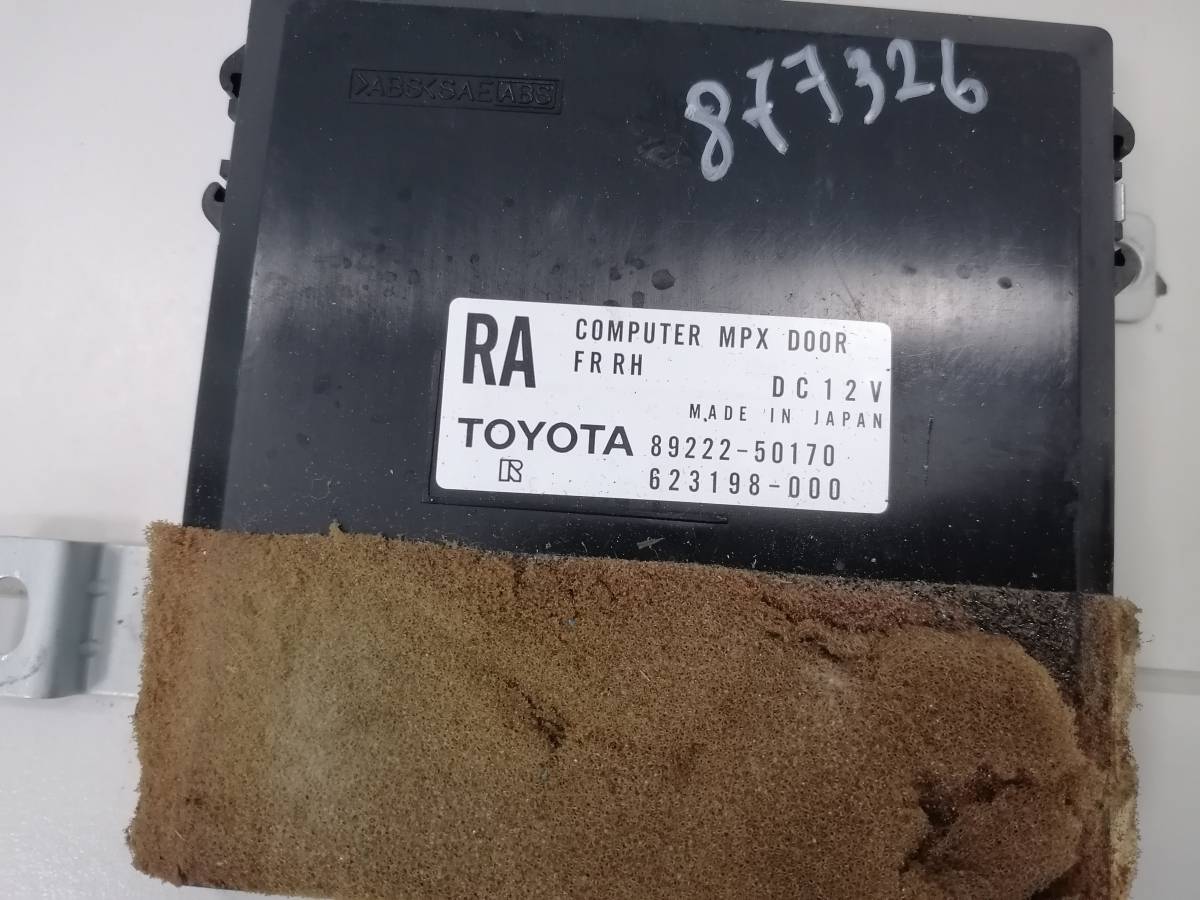 877326
>ABS< SAE ABS
RA COMPUTER MPX DOOR
FR RH
DC12V
MADE IN JAPAN
TOYOTA 89222-50170
R 623198-000